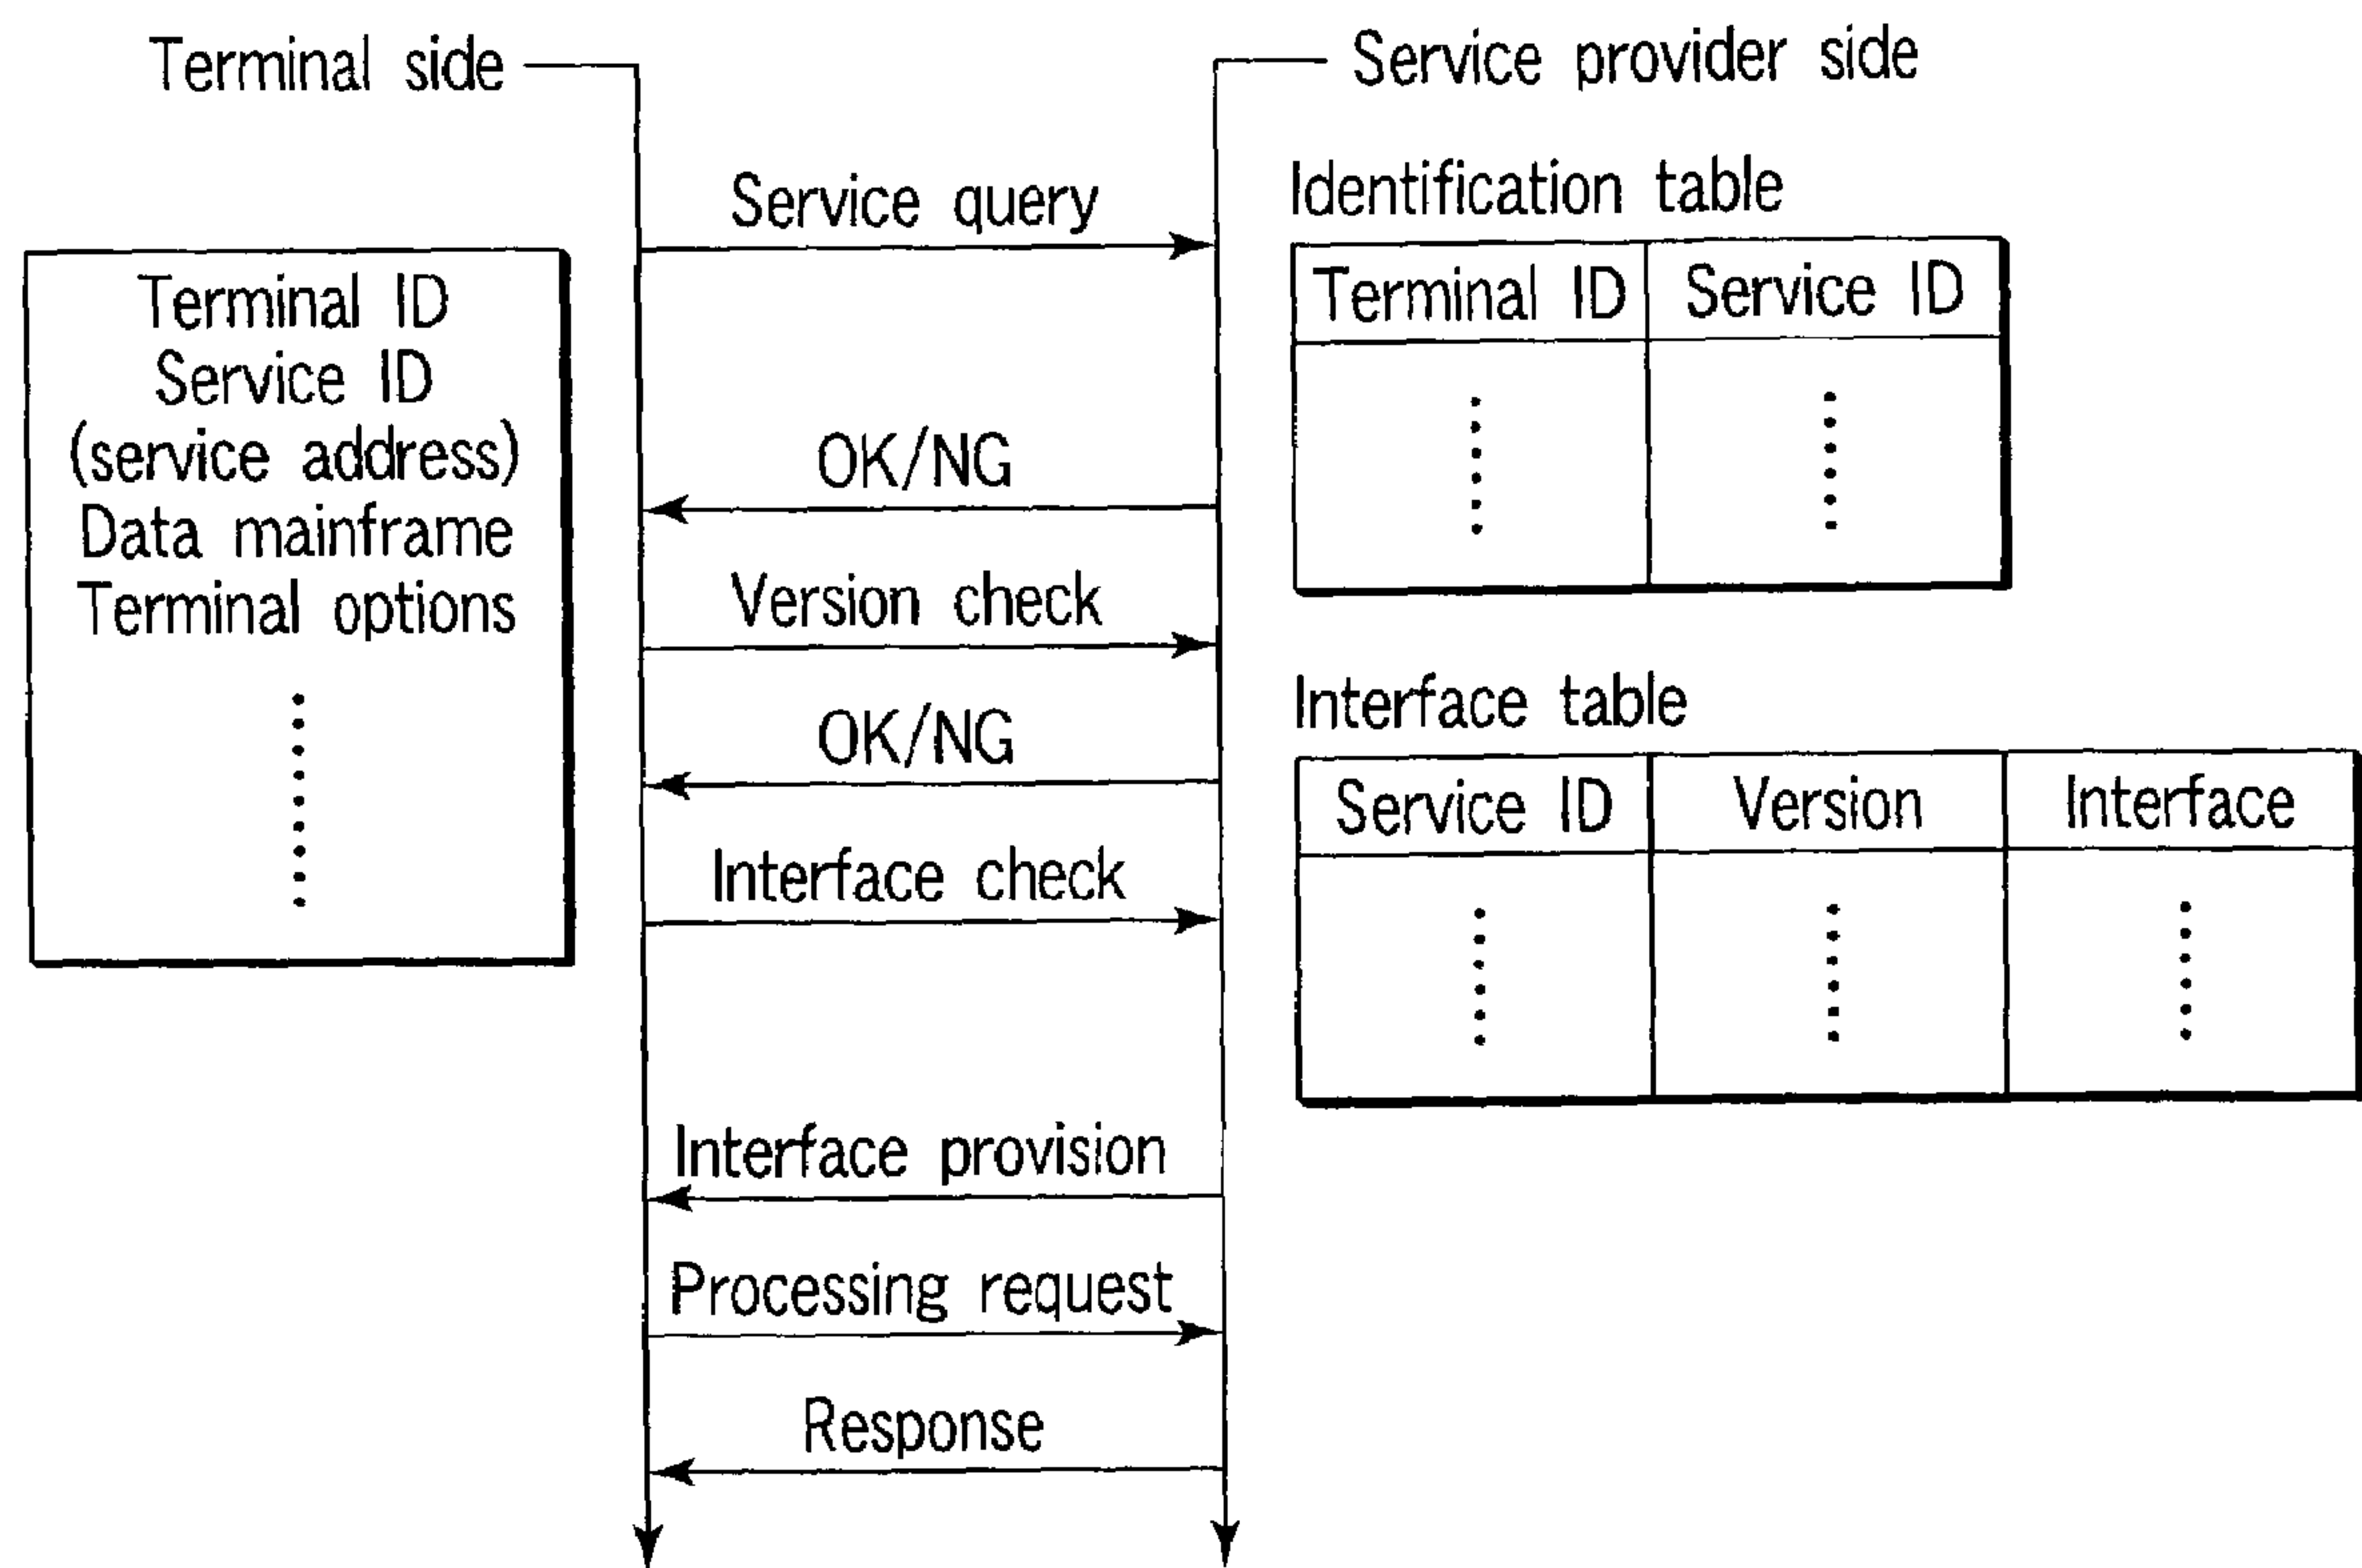 Terminal side
Service provider side
Service query
Identification table
Terminal ID
Service ID
(service address)
Data mainframe
Terminal options
Terminal ID Service ID
OK/NG
Version check
OK/NG
Interface check
Interface table
Service ID Version Interface
Interface provision
Processing request
Response